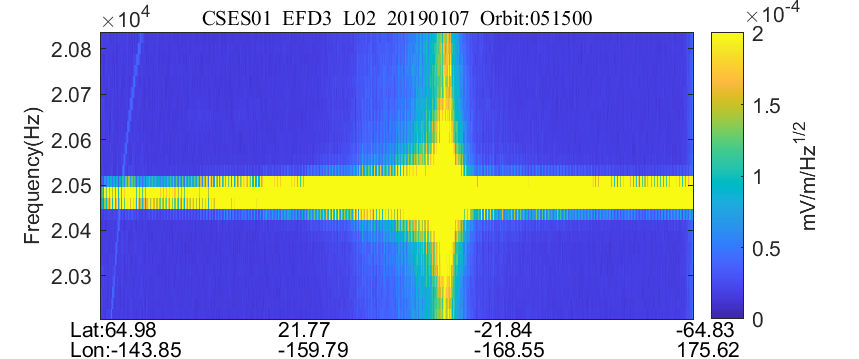 ×10⁴ CSES01 EFD3 L02 20190107 Orbit:051500 ×10⁻⁴
2.08
2.07
2.06
2.05
2.04
2.03
Frequency(Hz)
2
1.5
1
0.5
0
mV/m/Hz^1/2
Lat:64.98 21.77 -21.84 -64.83
Lon:-143.85 -159.79 -168.55 175.62